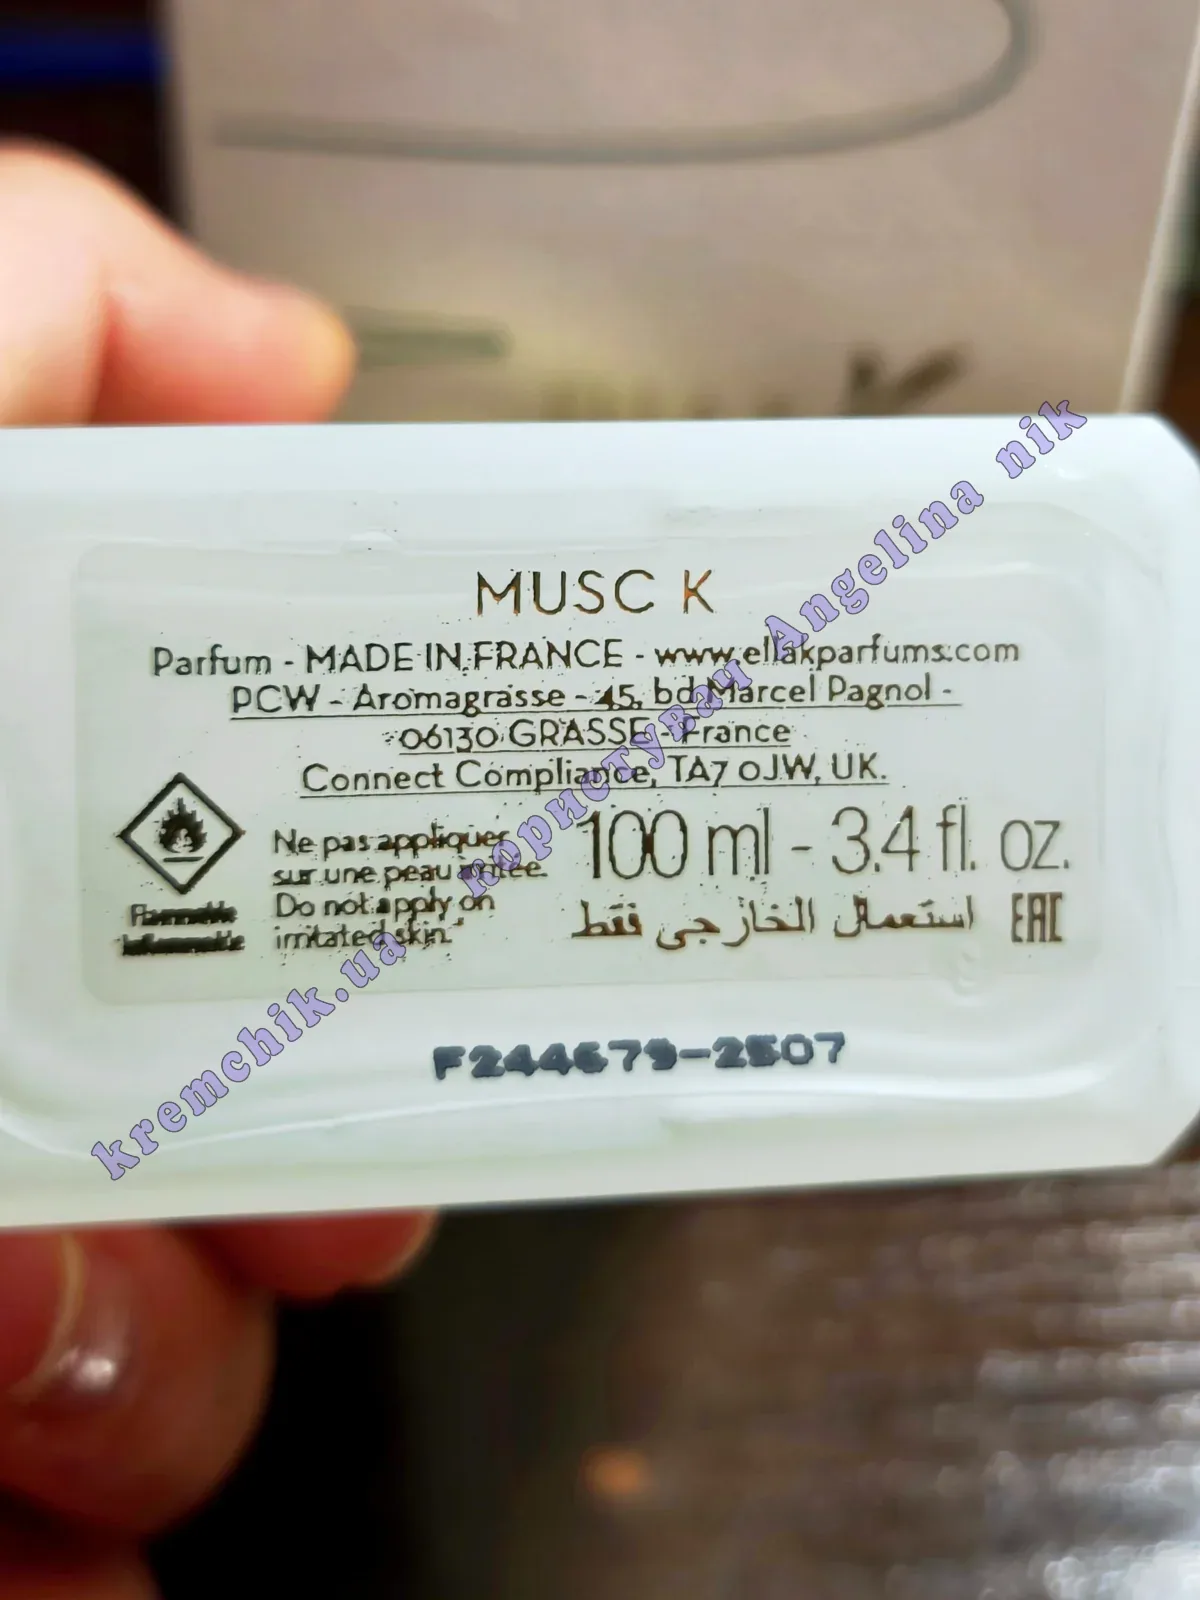 MUSC K
Parfum - MADE IN FRANCE - www.ellakparfums.com
PCW - Aromagrasse - 45, bd Marcel Pagnol -
06130 GRASSE - France
Connect Compliance, TA7 0JW, UK.
Ne pas appliquer
sur une peau irritée.
Do not apply on
irritated skin.
Flammable
Inflammable
100 ml - 3.4 fl. oz.
استعمال الخارجى فقط
EAC
F244679-2507
kremchik.ua користувач Angelina nik